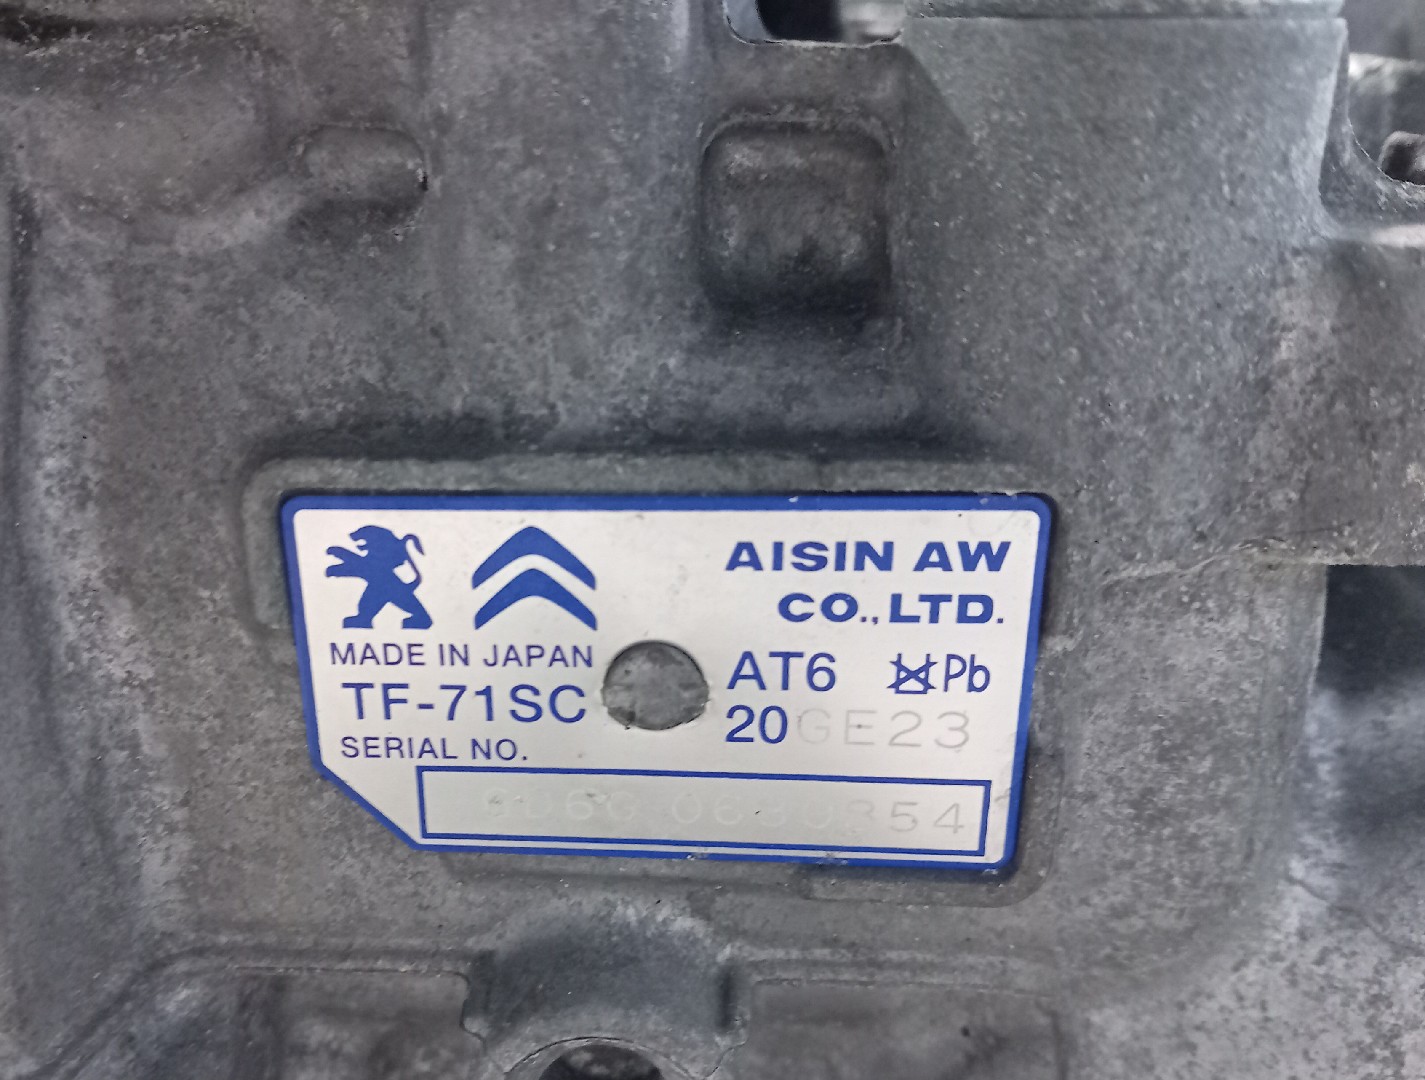 AISIN AW
CO., LTD.
MADE IN JAPAN
TF-71SC
AT6 Pb
20GE23
SERIAL NO.